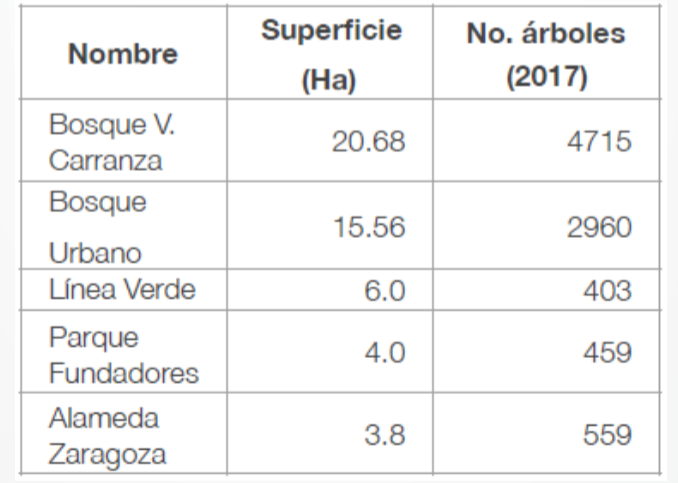 Nombre Superficie (Ha) No. árboles (2017)
Bosque V. Carranza 20.68 4715
Bosque Urbano 15.56 2960
Línea Verde 6.0 403
Parque Fundadores 4.0 459
Alameda Zaragoza 3.8 559